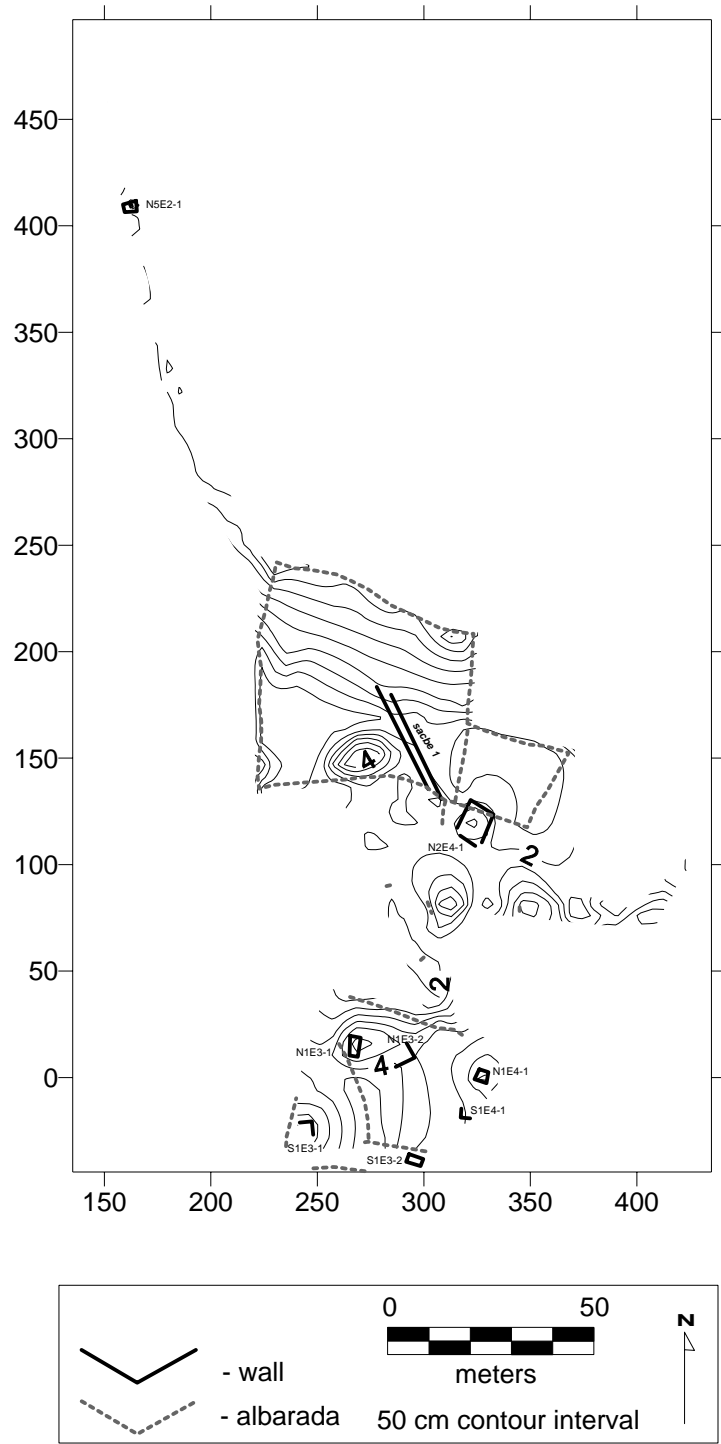 450
400
350
300
250
200
150
100
50
0
N5E2-1
sacbe 1
4
N2E4-1
2
2
N1E3-2
N1E3-1
4
N1E4-1
S1E4-1
S1E3-1
S1E3-2
150 200 250 300 350 400
0 50
meters
- wall
- albarada
50 cm contour interval
N